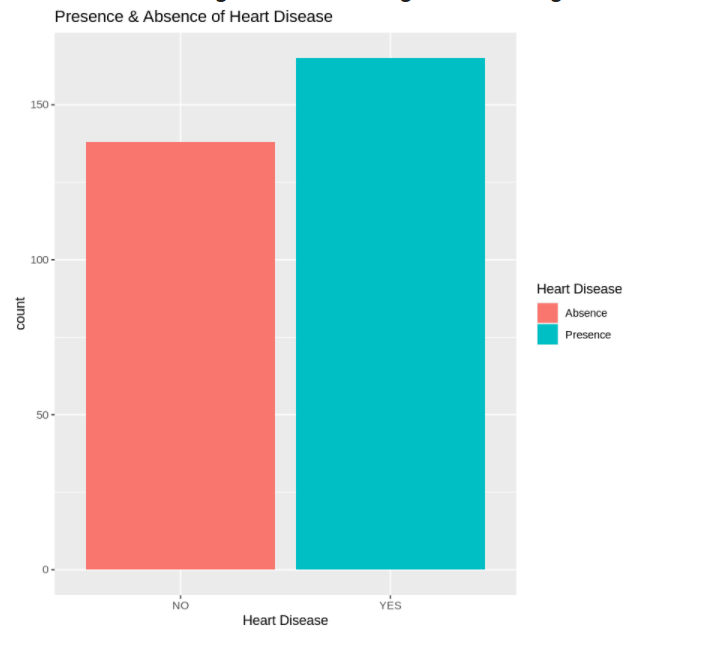 Presence & Absence of Heart Disease
150
100
50
0
count
NO
YES
Heart Disease
Heart Disease
Absence
Presence